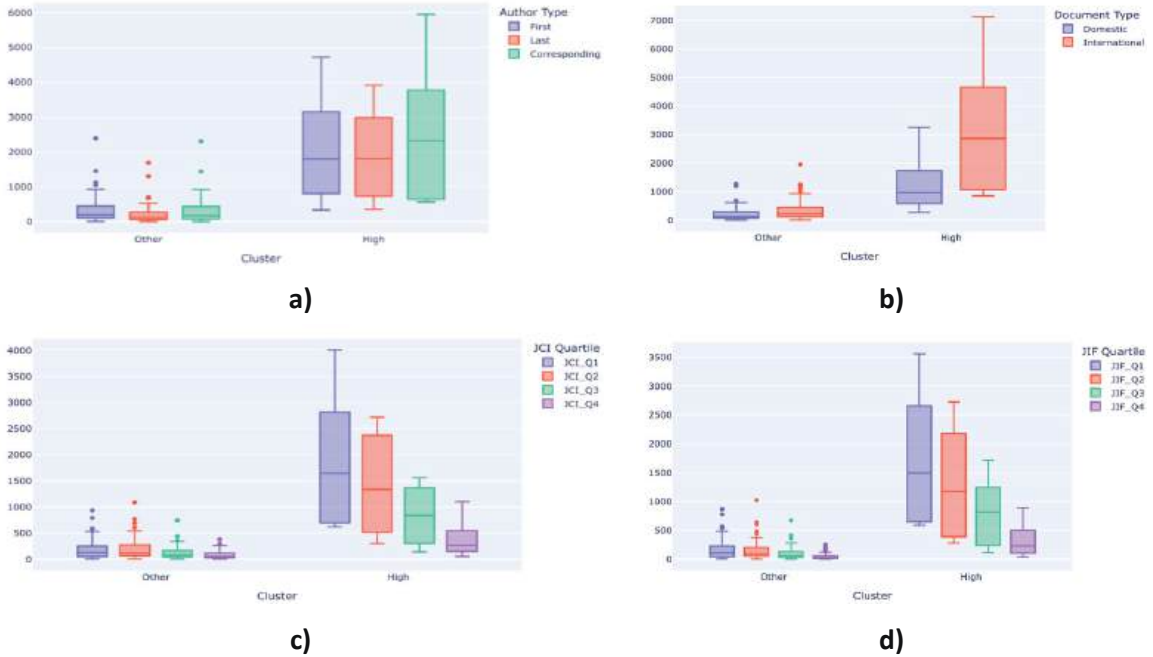 Author Type
First
Last
Corresponding
6000
5000
4000
3000
2000
1000
0
Other
High
Cluster
a)
Document Type
Domestic
International
7000
6000
5000
4000
3000
2000
1000
0
Other
High
Cluster
b)
JCI Quartile
JCI_Q1
JCI_Q2
JCI_Q3
JCI_Q4
4000
3500
3000
2500
2000
1500
1000
500
0
Other
High
Cluster
c)
JIF Quartile
JIF_Q1
JIF_Q2
JIF_Q3
JIF_Q4
3500
3000
2500
2000
1500
1000
500
0
Other
High
Cluster
d)